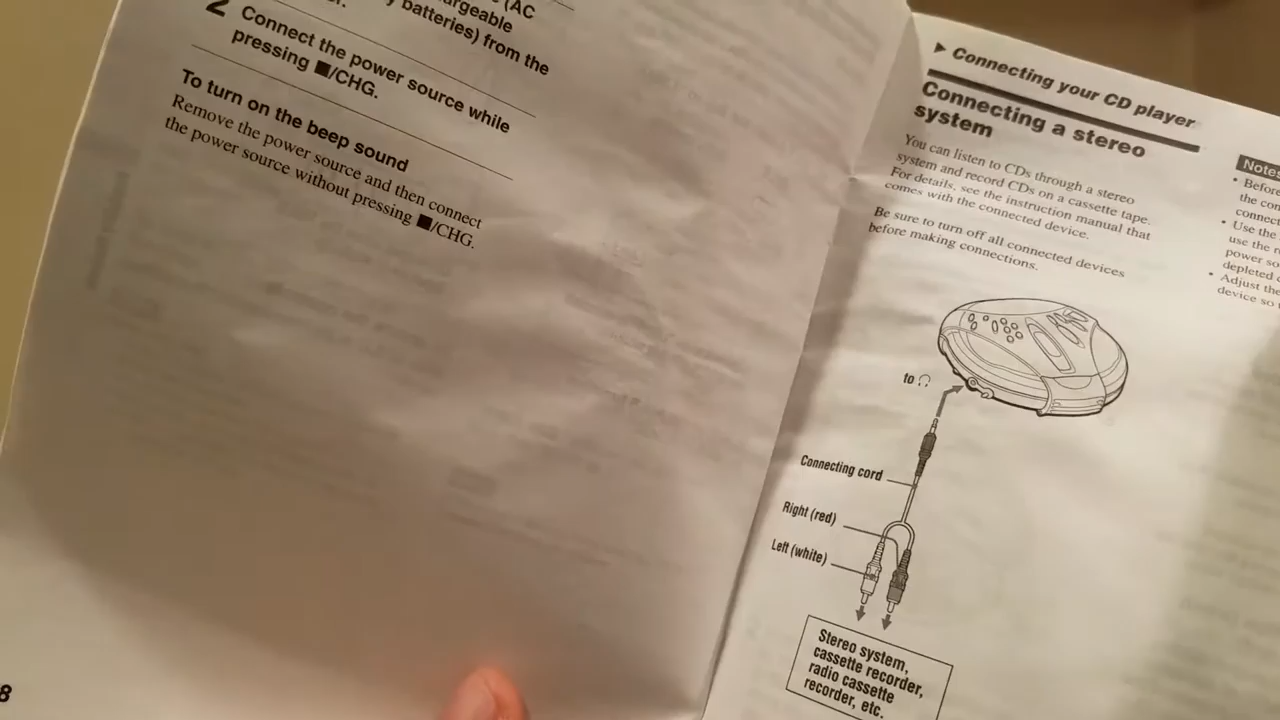 (AC
argeable
y batteries) from the
2 Connect the power source while
pressing ■/CHG.
To turn on the beep sound
Remove the power source and then connect
the power source without pressing ■/CHG.
8
▶ Connecting your CD player
Connecting a stereo
system
You can listen to CDs through a stereo
system and record CDs on a cassette tape.
For details, see the instruction manual that
comes with the connected device.
Be sure to turn off all connected devices
before making connections.
to
Connecting cord
Right (red)
Left (white)
Stereo system,
cassette recorder,
radio cassette
recorder, etc.
Notes
• Before
the con
connect
• Use the
use the r
power so
depleted
• Adjust the
device so